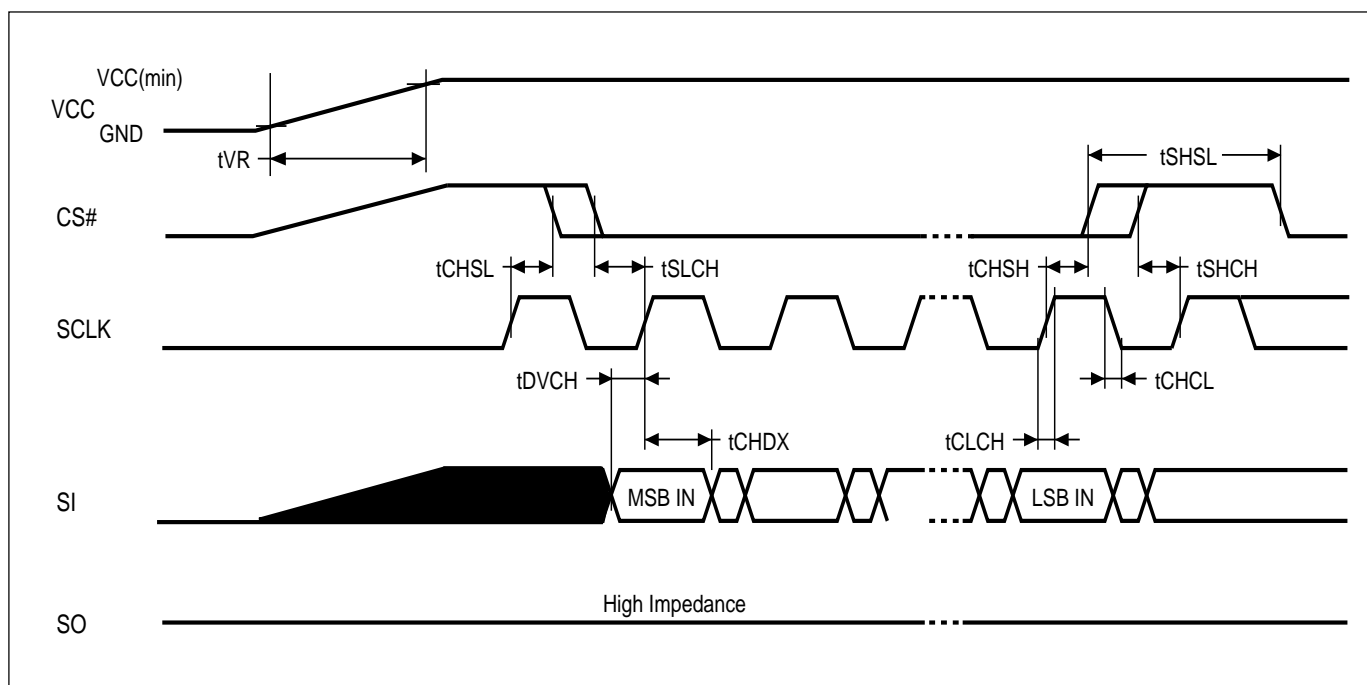 VCC(min)
VCC
GND
tVR
tSHSL
CS#
tCHSL
tSLCH
tCHSH
tSHCH
SCLK
tDVCH
tCHCL
tCHDX
tCLCH
SI
MSB IN
LSB IN
High Impedance
SO